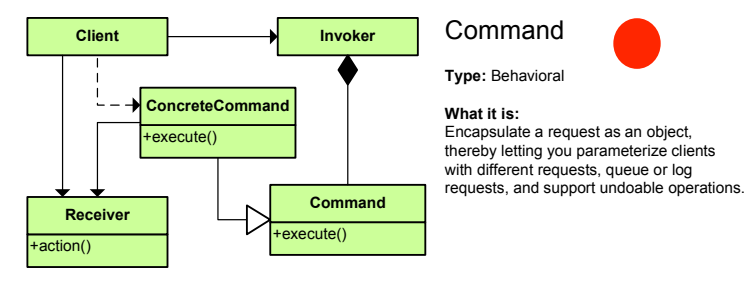 Client
Invoker
ConcreteCommand
+execute()
Receiver
+action()
Command
+execute()
Command
Type: Behavioral
What it is:
Encapsulate a request as an object,
thereby letting you parameterize clients
with different requests, queue or log
requests, and support undoable operations.